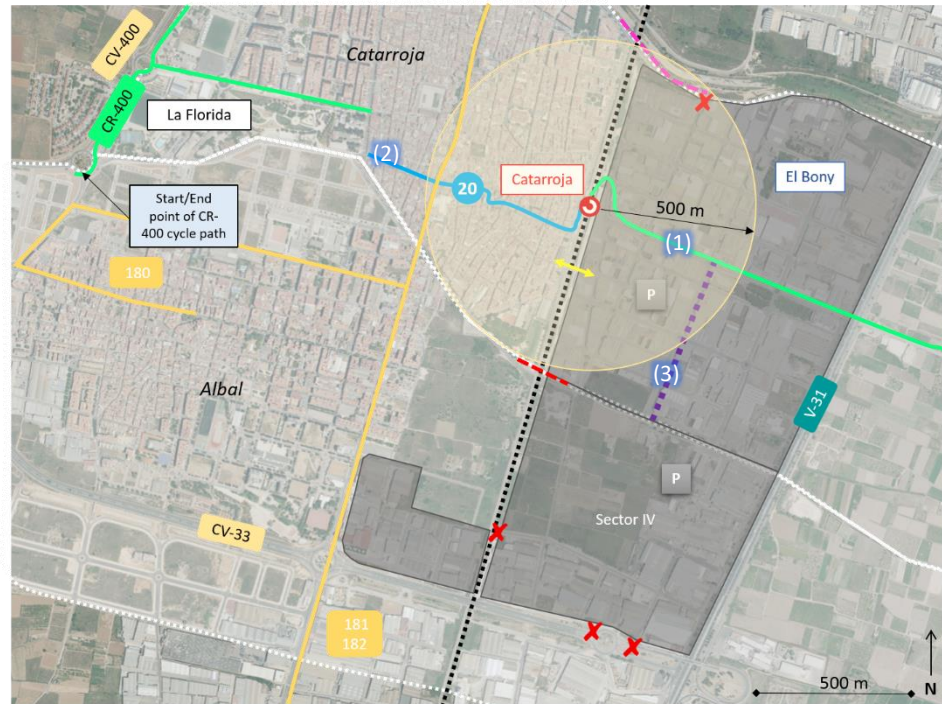 CV-400
Catarroja
CR-400
La Florida
(2)
20
Catarroja
El Bony
Start/End
point of CR-
400 cycle path
500 m
(1)
180
P
Albal
(3)
V-31
P
Sector IV
CV-33
181
182
500 m
N